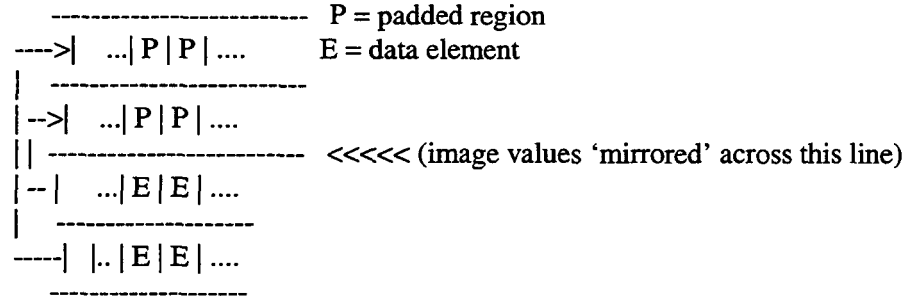 -------------------------- P = padded region
---->| ...| P | P | .... E = data element
| --------------------------
| -->| ...| P | P | ....
| | -------------------------- <<<<< (image values ‘mirrored’ across this line)
| -- | ...| E | E | ....
| --------------------
-----| |.. | E | E | ....
--------------------